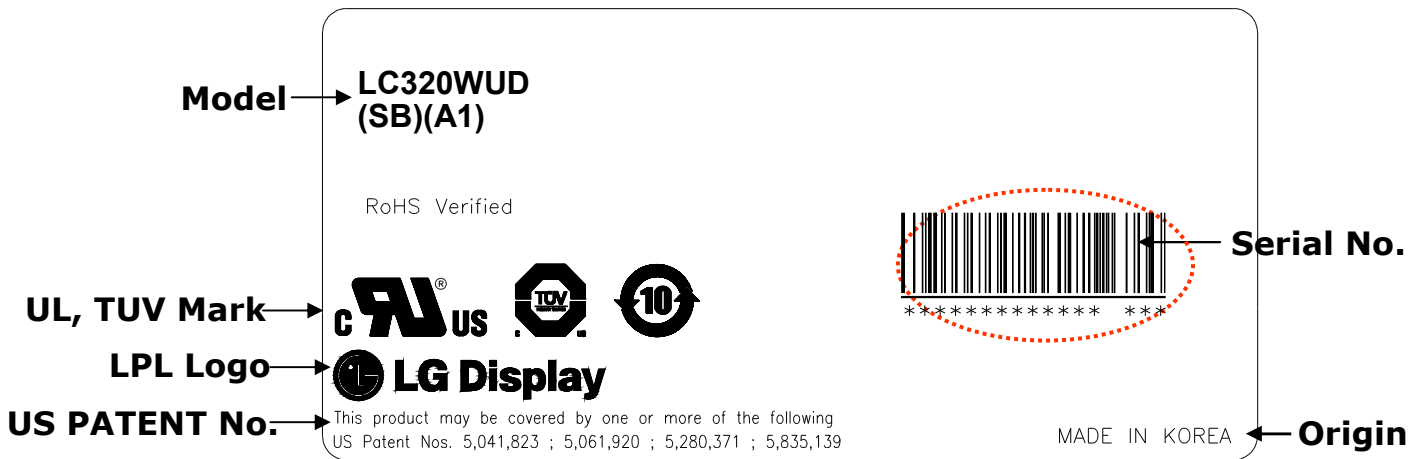 Model
LC320WUD
(SB)(A1)
RoHS Verified
Serial No.
************ ***
UL, TUV Mark
c RU ® US
TUV
10
LPL Logo
LG Display
US PATENT No.
This product may be covered by one or more of the following
US Patent Nos. 5,041,823 ; 5,061,920 ; 5,280,371 ; 5,835,139
MADE IN KOREA
Origin